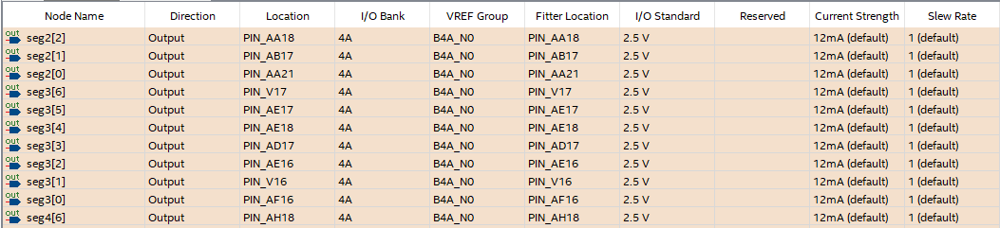 Node Name Direction Location I/O Bank VREF Group Fitter Location I/O Standard Reserved Current Strength Slew Rate
out seg2[2] Output PIN_AA18 4A B4A_N0 PIN_AA18 2.5 V 12mA (default) 1 (default)
out seg2[1] Output PIN_AB17 4A B4A_N0 PIN_AB17 2.5 V 12mA (default) 1 (default)
out seg2[0] Output PIN_AA21 4A B4A_N0 PIN_AA21 2.5 V 12mA (default) 1 (default)
out seg3[6] Output PIN_V17 4A B4A_N0 PIN_V17 2.5 V 12mA (default) 1 (default)
out seg3[5] Output PIN_AE17 4A B4A_N0 PIN_AE17 2.5 V 12mA (default) 1 (default)
out seg3[4] Output PIN_AE18 4A B4A_N0 PIN_AE18 2.5 V 12mA (default) 1 (default)
out seg3[3] Output PIN_AD17 4A B4A_N0 PIN_AD17 2.5 V 12mA (default) 1 (default)
out seg3[2] Output PIN_AE16 4A B4A_N0 PIN_AE16 2.5 V 12mA (default) 1 (default)
out seg3[1] Output PIN_V16 4A B4A_N0 PIN_V16 2.5 V 12mA (default) 1 (default)
out seg3[0] Output PIN_AF16 4A B4A_N0 PIN_AF16 2.5 V 12mA (default) 1 (default)
out seg4[6] Output PIN_AH18 4A B4A_N0 PIN_AH18 2.5 V 12mA (default) 1 (default)